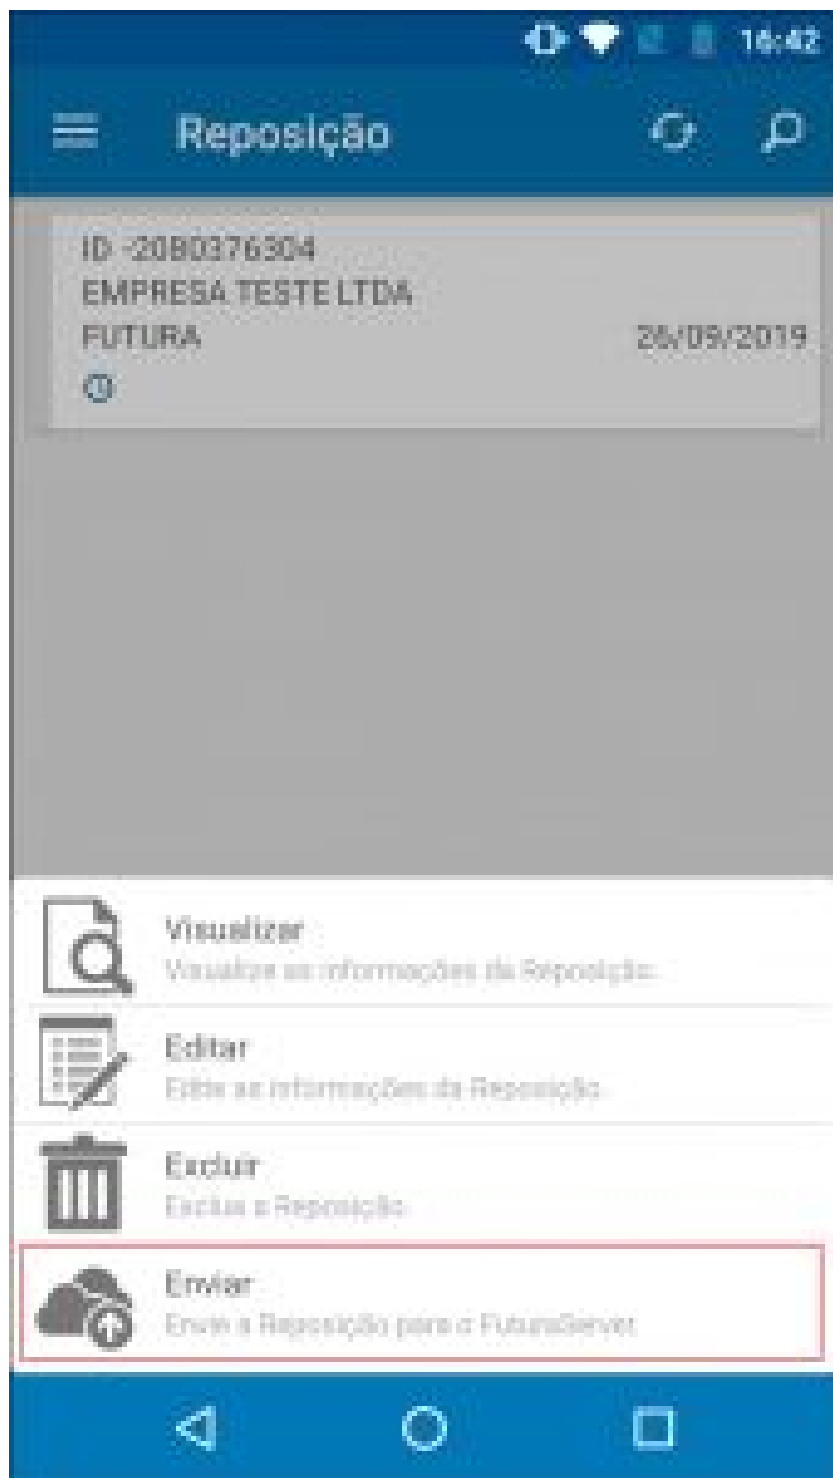 16:42
Reposição
ID -2080376304
EMPRESA TESTE LTDA
FUTURA 26/09/2019
Visualizar
Visualize as informações da Reposição.
Editar
Edite as informações da Reposição.
Excluir
Exclua a Reposição.
Enviar
Envie a Reposição para o FuturaServer